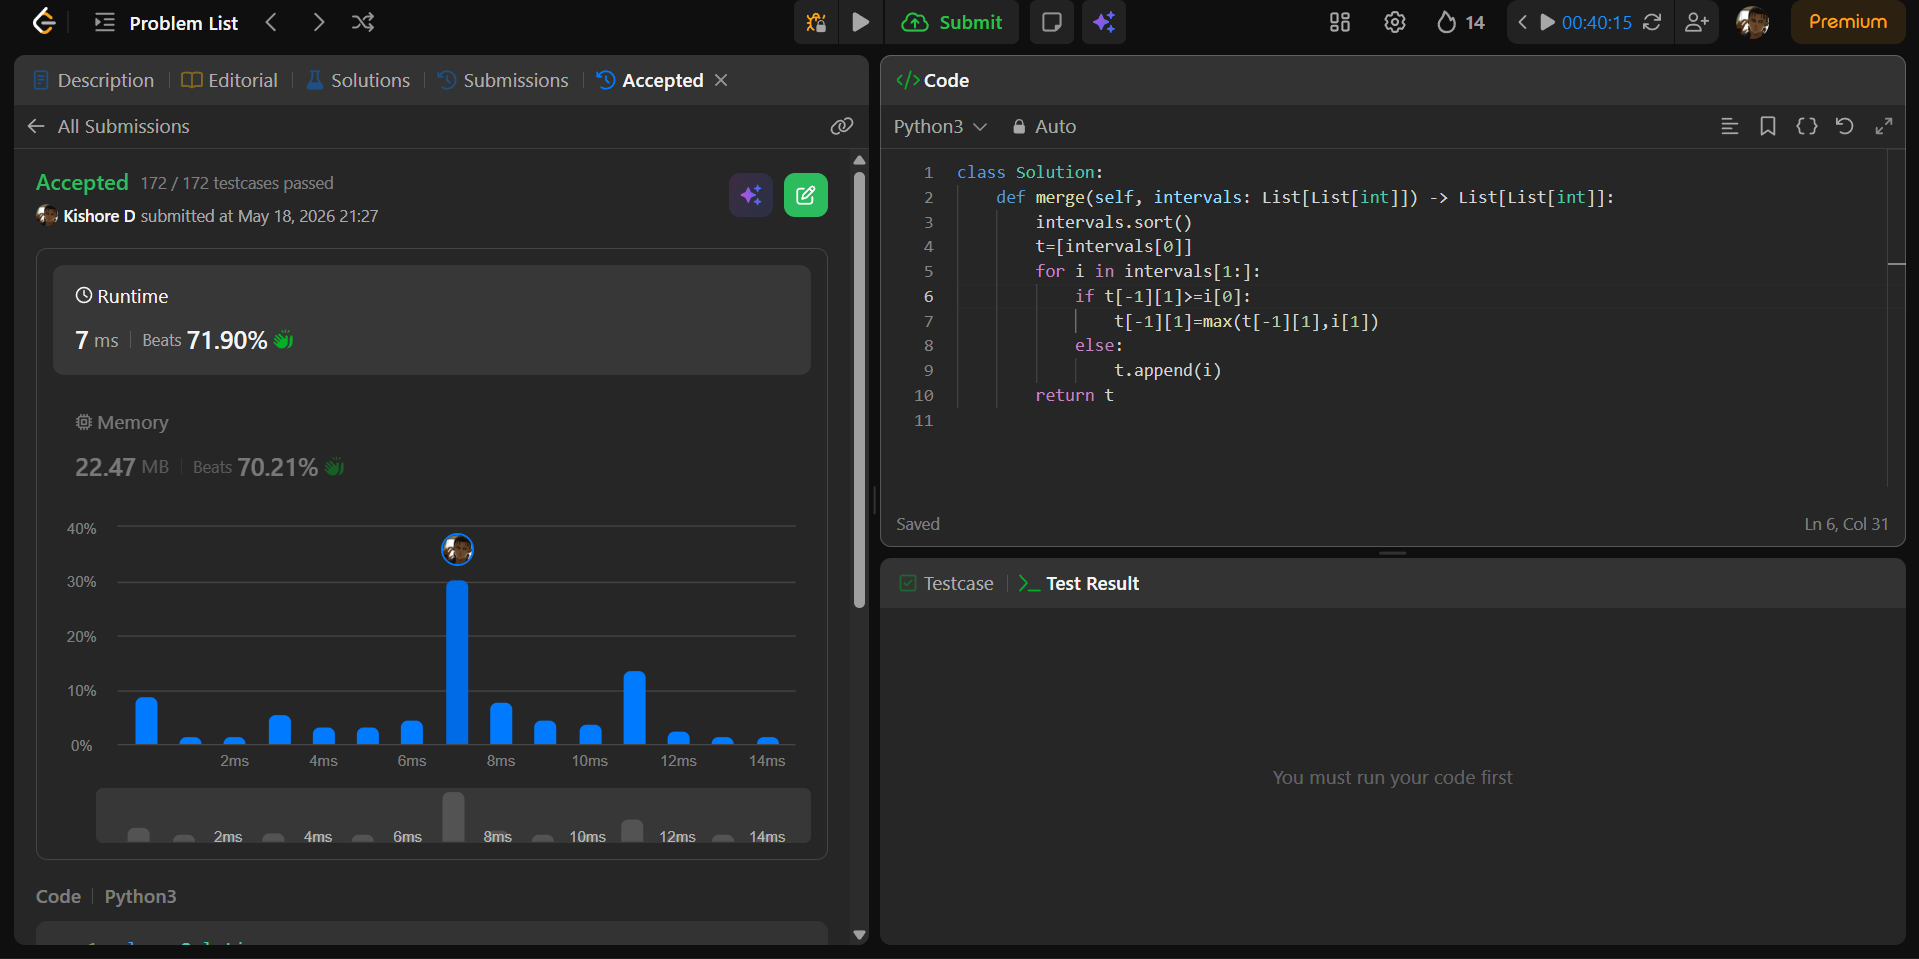 Problem List
Submit
14
00:40:15
Premium
Description
Editorial
Solutions
Submissions
Accepted
All Submissions
Accepted 172 / 172 testcases passed
Kishore D submitted at May 18, 2026 21:27
Runtime
7 ms Beats 71.90%
Memory
22.47 MB Beats 70.21%
40%
30%
20%
10%
0%
2ms 4ms 6ms 8ms 10ms 12ms 14ms
2ms 4ms 6ms 8ms 10ms 12ms 14ms
Code Python3
Code
Python3 Auto
1 class Solution:
2     def merge(self, intervals: List[List[int]]) -> List[List[int]]:
3         intervals.sort()
4         t=[intervals[0]]
5         for i in intervals[1:]:
6             if t[-1][1]>=i[0]:
7                 t[-1][1]=max(t[-1][1],i[1])
8             else:
9                 t.append(i)
10         return t
11
Saved
Ln 6, Col 31
Testcase
Test Result
You must run your code first